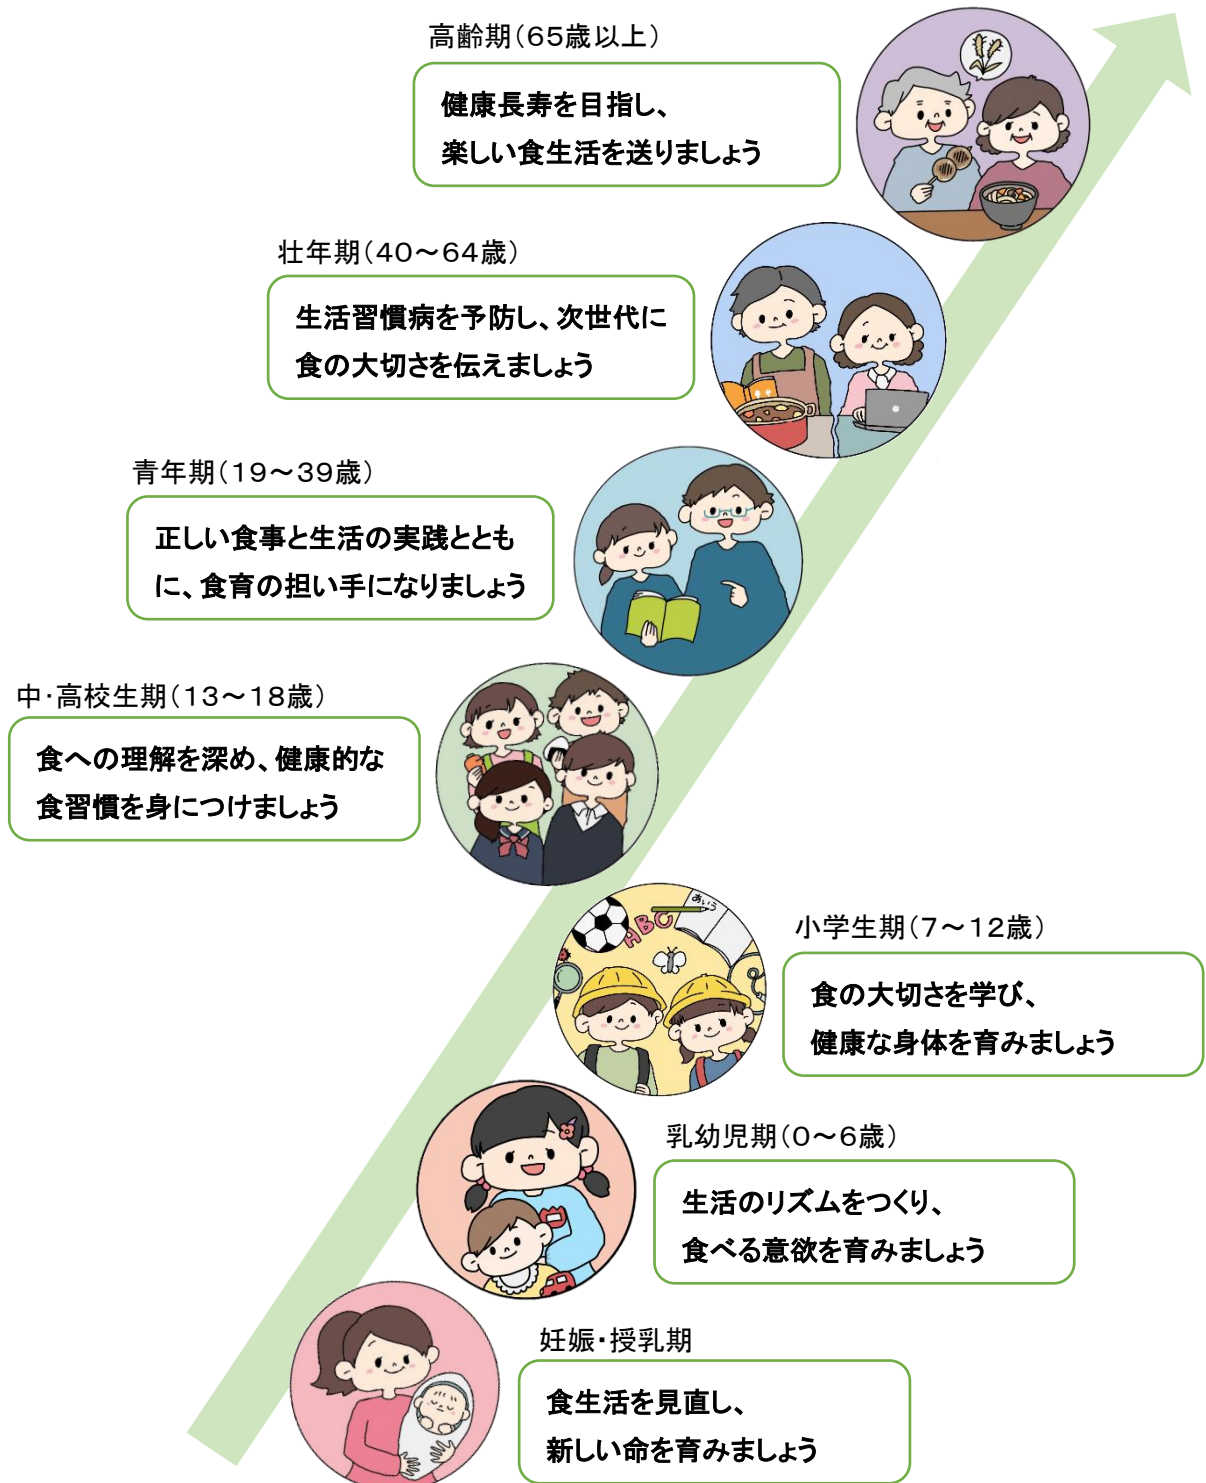 高齢期(65歳以上)
健康長寿を目指し、
楽しい食生活を送りましょう
壮年期(40～64歳)
生活習慣病を予防し、次世代に
食の大切さを伝えましょう
青年期(19～39歳)
正しい食事と生活の実践ととも
に、食育の担い手になりましょう
中・高校生期(13～18歳)
食への理解を深め、健康的な
食習慣を身につけましょう
あいう
ABC
小学生期(7～12歳)
食の大切さを学び、
健康な身体を育みましょう
乳幼児期(0～6歳)
生活のリズムをつくり、
食べる意欲を育みましょう
妊娠・授乳期
食生活を見直し、
新しい命を育みましょう